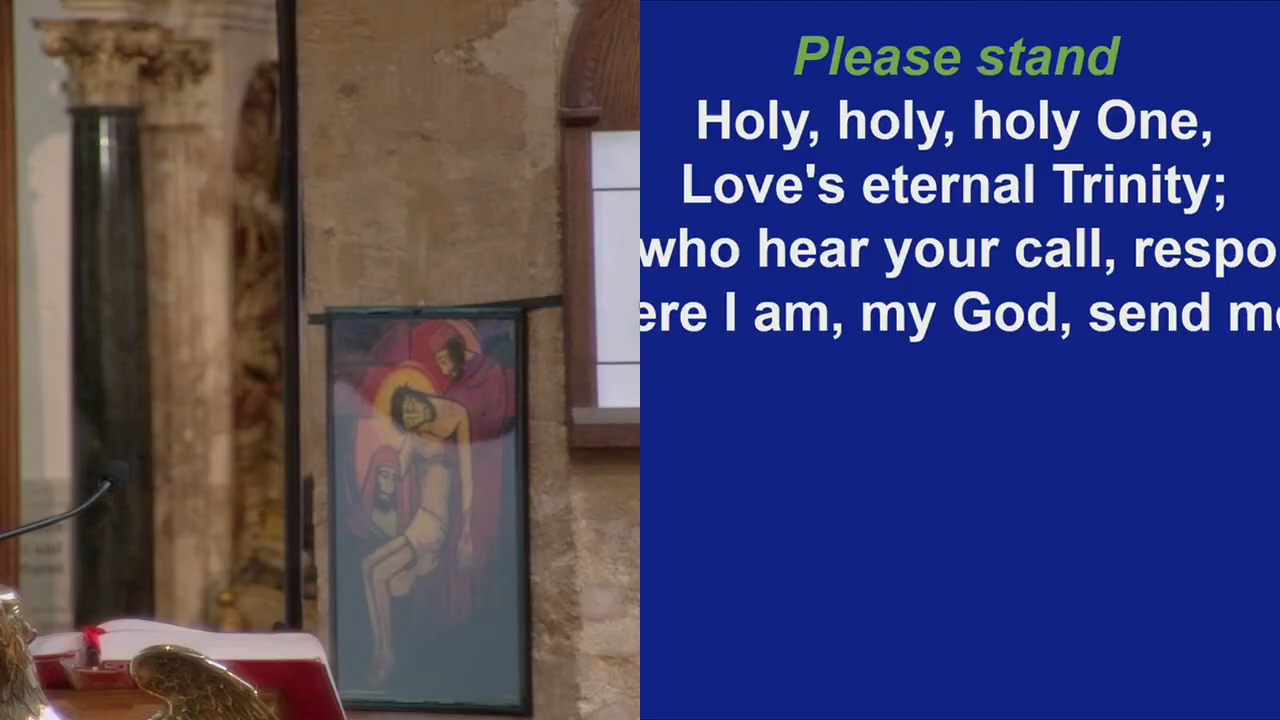 Please stand
Holy, holy, holy One,
Love's eternal Trinity;
who hear your call, respo
ere I am, my God, send me